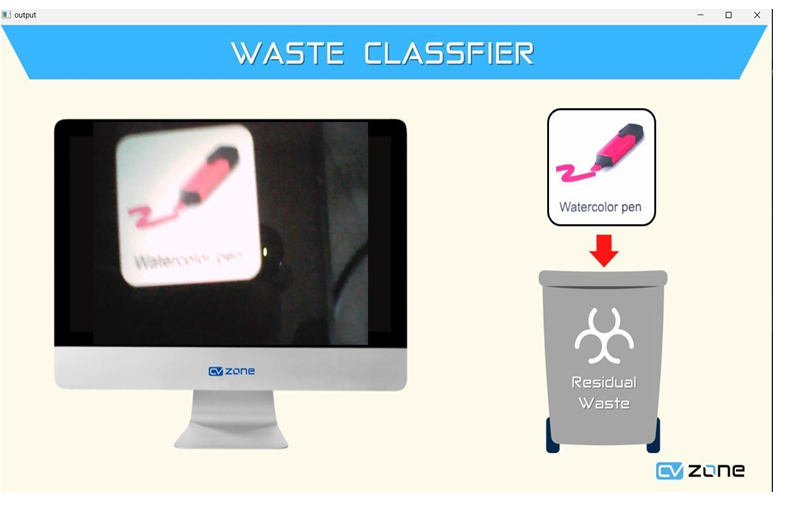 output
WASTE CLASSFIER
Watercolor pen
CV zone
Watercolor pen
Residual
Waste
CV zone